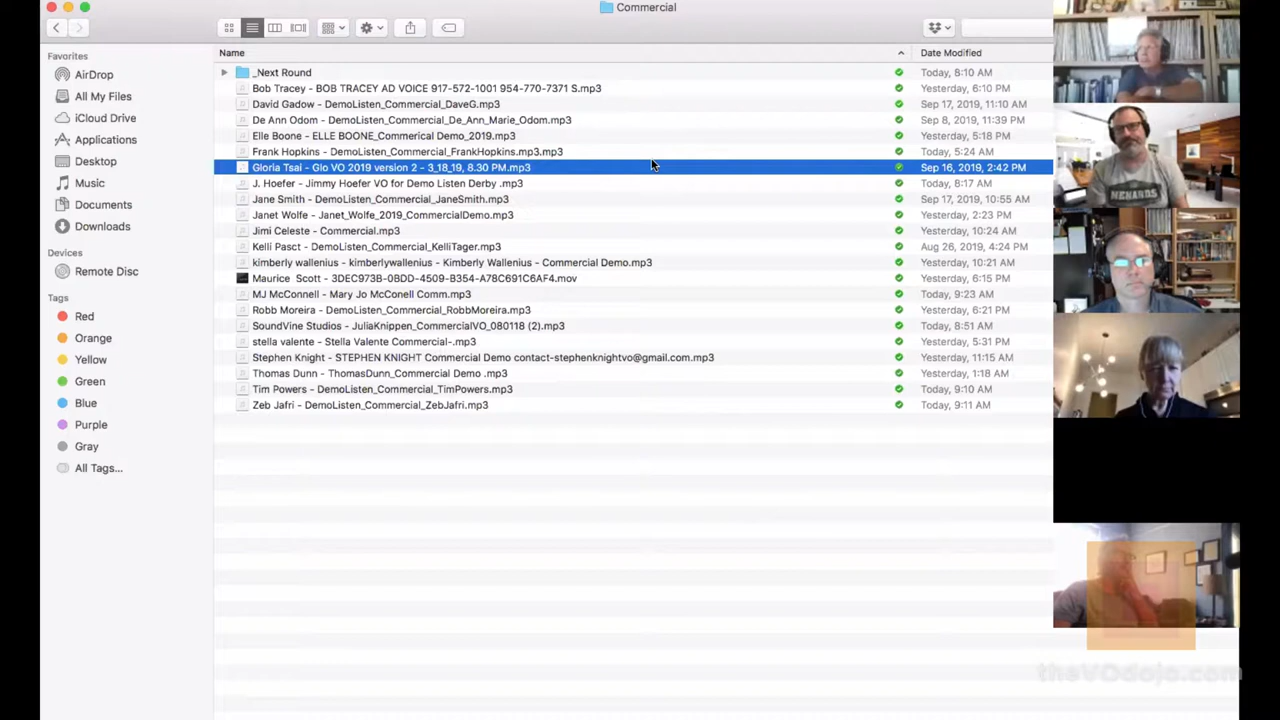 Commercial
Favorites
AirDrop
All My Files
iCloud Drive
Applications
Desktop
Music
Documents
Downloads
Devices
Remote Disc
Tags
Red
Orange
Yellow
Green
Blue
Purple
Gray
All Tags...
Name Date Modified
_Next Round Today, 8:10 AM
Bob Tracey - BOB TRACEY AD VOICE 917-572-1001 954-770-7371 S.mp3 Yesterday, 6:10 PM
David Gadow - DemoListen_Commercial_DaveG.mp3 Sep 17, 2019, 11:10 AM
De Ann Odom - DemoListen_Commercial_De_Ann_Marie_Odom.mp3 Sep 8, 2019, 11:39 PM
Elle Boone - ELLE BOONE_Commerical Demo_2019.mp3 Yesterday, 5:18 PM
Frank Hopkins - DemoListen_Commercial_FrankHopkins.mp3.mp3 Today, 5:24 AM
Gloria Tsai - Glo VO 2019 version 2 - 3_18_19, 8.30 PM.mp3 Sep 16, 2019, 2:42 PM
J. Hoefer - Jimmy Hoefer VO for Demo Listen Derby .mp3 Today, 8:17 AM
Jane Smith - DemoListen_Commercial_JaneSmith.mp3 Sep 17, 2019, 10:55 AM
Janet Wolfe - Janet_Wolfe_2019_CommercialDemo.mp3 Yesterday, 2:23 PM
Jimi Celeste - Commercial.mp3 Yesterday, 10:24 AM
Kelli Pasct - DemoListen_Commercial_KelliTager.mp3 Aug 26, 2019, 4:24 PM
kimberly wallenius - kimberlywallenius - Kimberly Wallenius - Commercial Demo.mp3 Yesterday, 10:21 AM
Maurice Scott - 3DEC973B-0BDD-4509-B354-A78C691C6AF4.mov Yesterday, 6:15 PM
MJ McConnell - Mary Jo McConell Comm.mp3 Today, 9:23 AM
Robb Moreira - DemoListen_Commercial_RobbMoreira.mp3 Yesterday, 6:21 PM
SoundVine Studios - JuliaKnippen_CommercialVO_080118 (2).mp3 Today, 8:51 AM
stella valente - Stella Valente Commercial-.mp3 Yesterday, 5:31 PM
Stephen Knight - STEPHEN KNIGHT Commercial Demo contact-stephenknightvo@gmail.com.mp3 Yesterday, 11:15 AM
Thomas Dunn - ThomasDunn_Commercial Demo .mp3 Yesterday, 1:18 AM
Tim Powers - DemoListen_Commercial_TimPowers.mp3 Today, 9:10 AM
Zeb Jafri - DemoListen_Commercial_ZebJafri.mp3 Today, 9:11 AM
MENARDS
theVOdojo.com